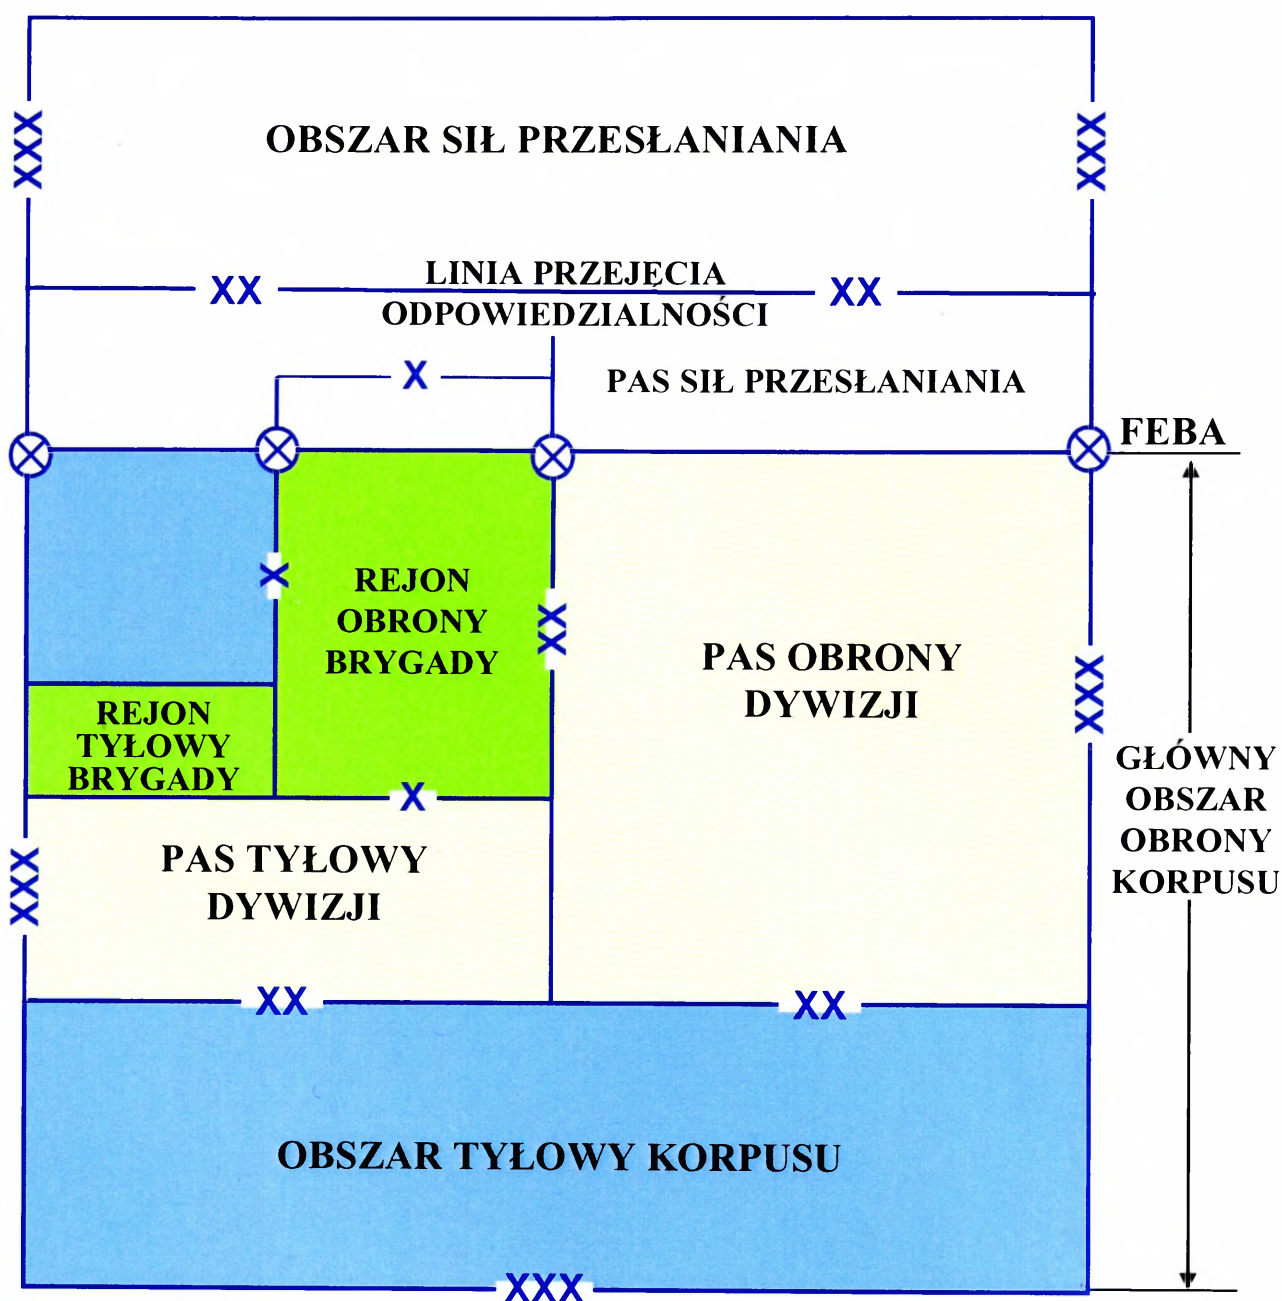 XXX
XXX
OBSZAR SIŁ PRZESŁANIANIA
XX
LINIA PRZEJĘCIA
ODPOWIEDZIALNOŚCI
XX
X
PAS SIŁ PRZESŁANIANIA
FEBA
X
REJON
OBRONY
BRYGADY
XX
PAS OBRONY
DYWIZJI
XXX
REJON
TYŁOWY
BRYGADY
X
GŁÓWNY
OBSZAR
OBRONY
KORPUSU
PAS TYŁOWY
DYWIZJI
XXX
XX
XX
OBSZAR TYŁOWY KORPUSU
XXX